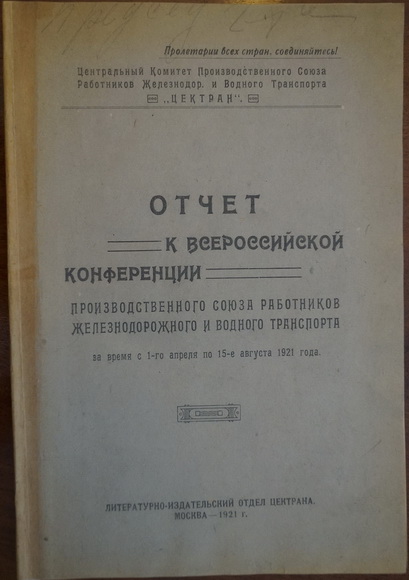 Пролетарии всех стран, соединяйтесь!
Центральный Комитет Производственного Союза
Работников Железнодор. и Водного Транспорта
„ЦЕКТРАН“.
ОТЧЕТ
К ВСЕРОССИЙСКОЙ
КОНФЕРЕНЦИИ
ПРОИЗВОДСТВЕННОГО СОЮЗА РАБОТНИКОВ
ЖЕЛЕЗНОДОРОЖНОГО И ВОДНОГО ТРАНСПОРТА
за время с 1-го апреля по 15-е августа 1921 года.
ЛИТЕРАТУРНО-ИЗДАТЕЛЬСКИЙ ОТДЕЛ ЦЕКТРАНА.
МОСКВА—1921 г.